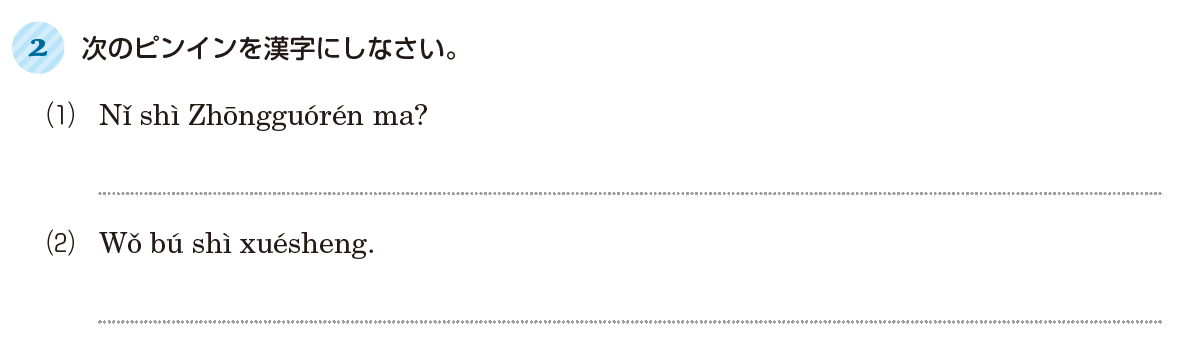 2 次のピンインを漢字にしなさい。
(1) Nǐ shì Zhōngguórén ma?
(2) Wǒ bú shì xuésheng.